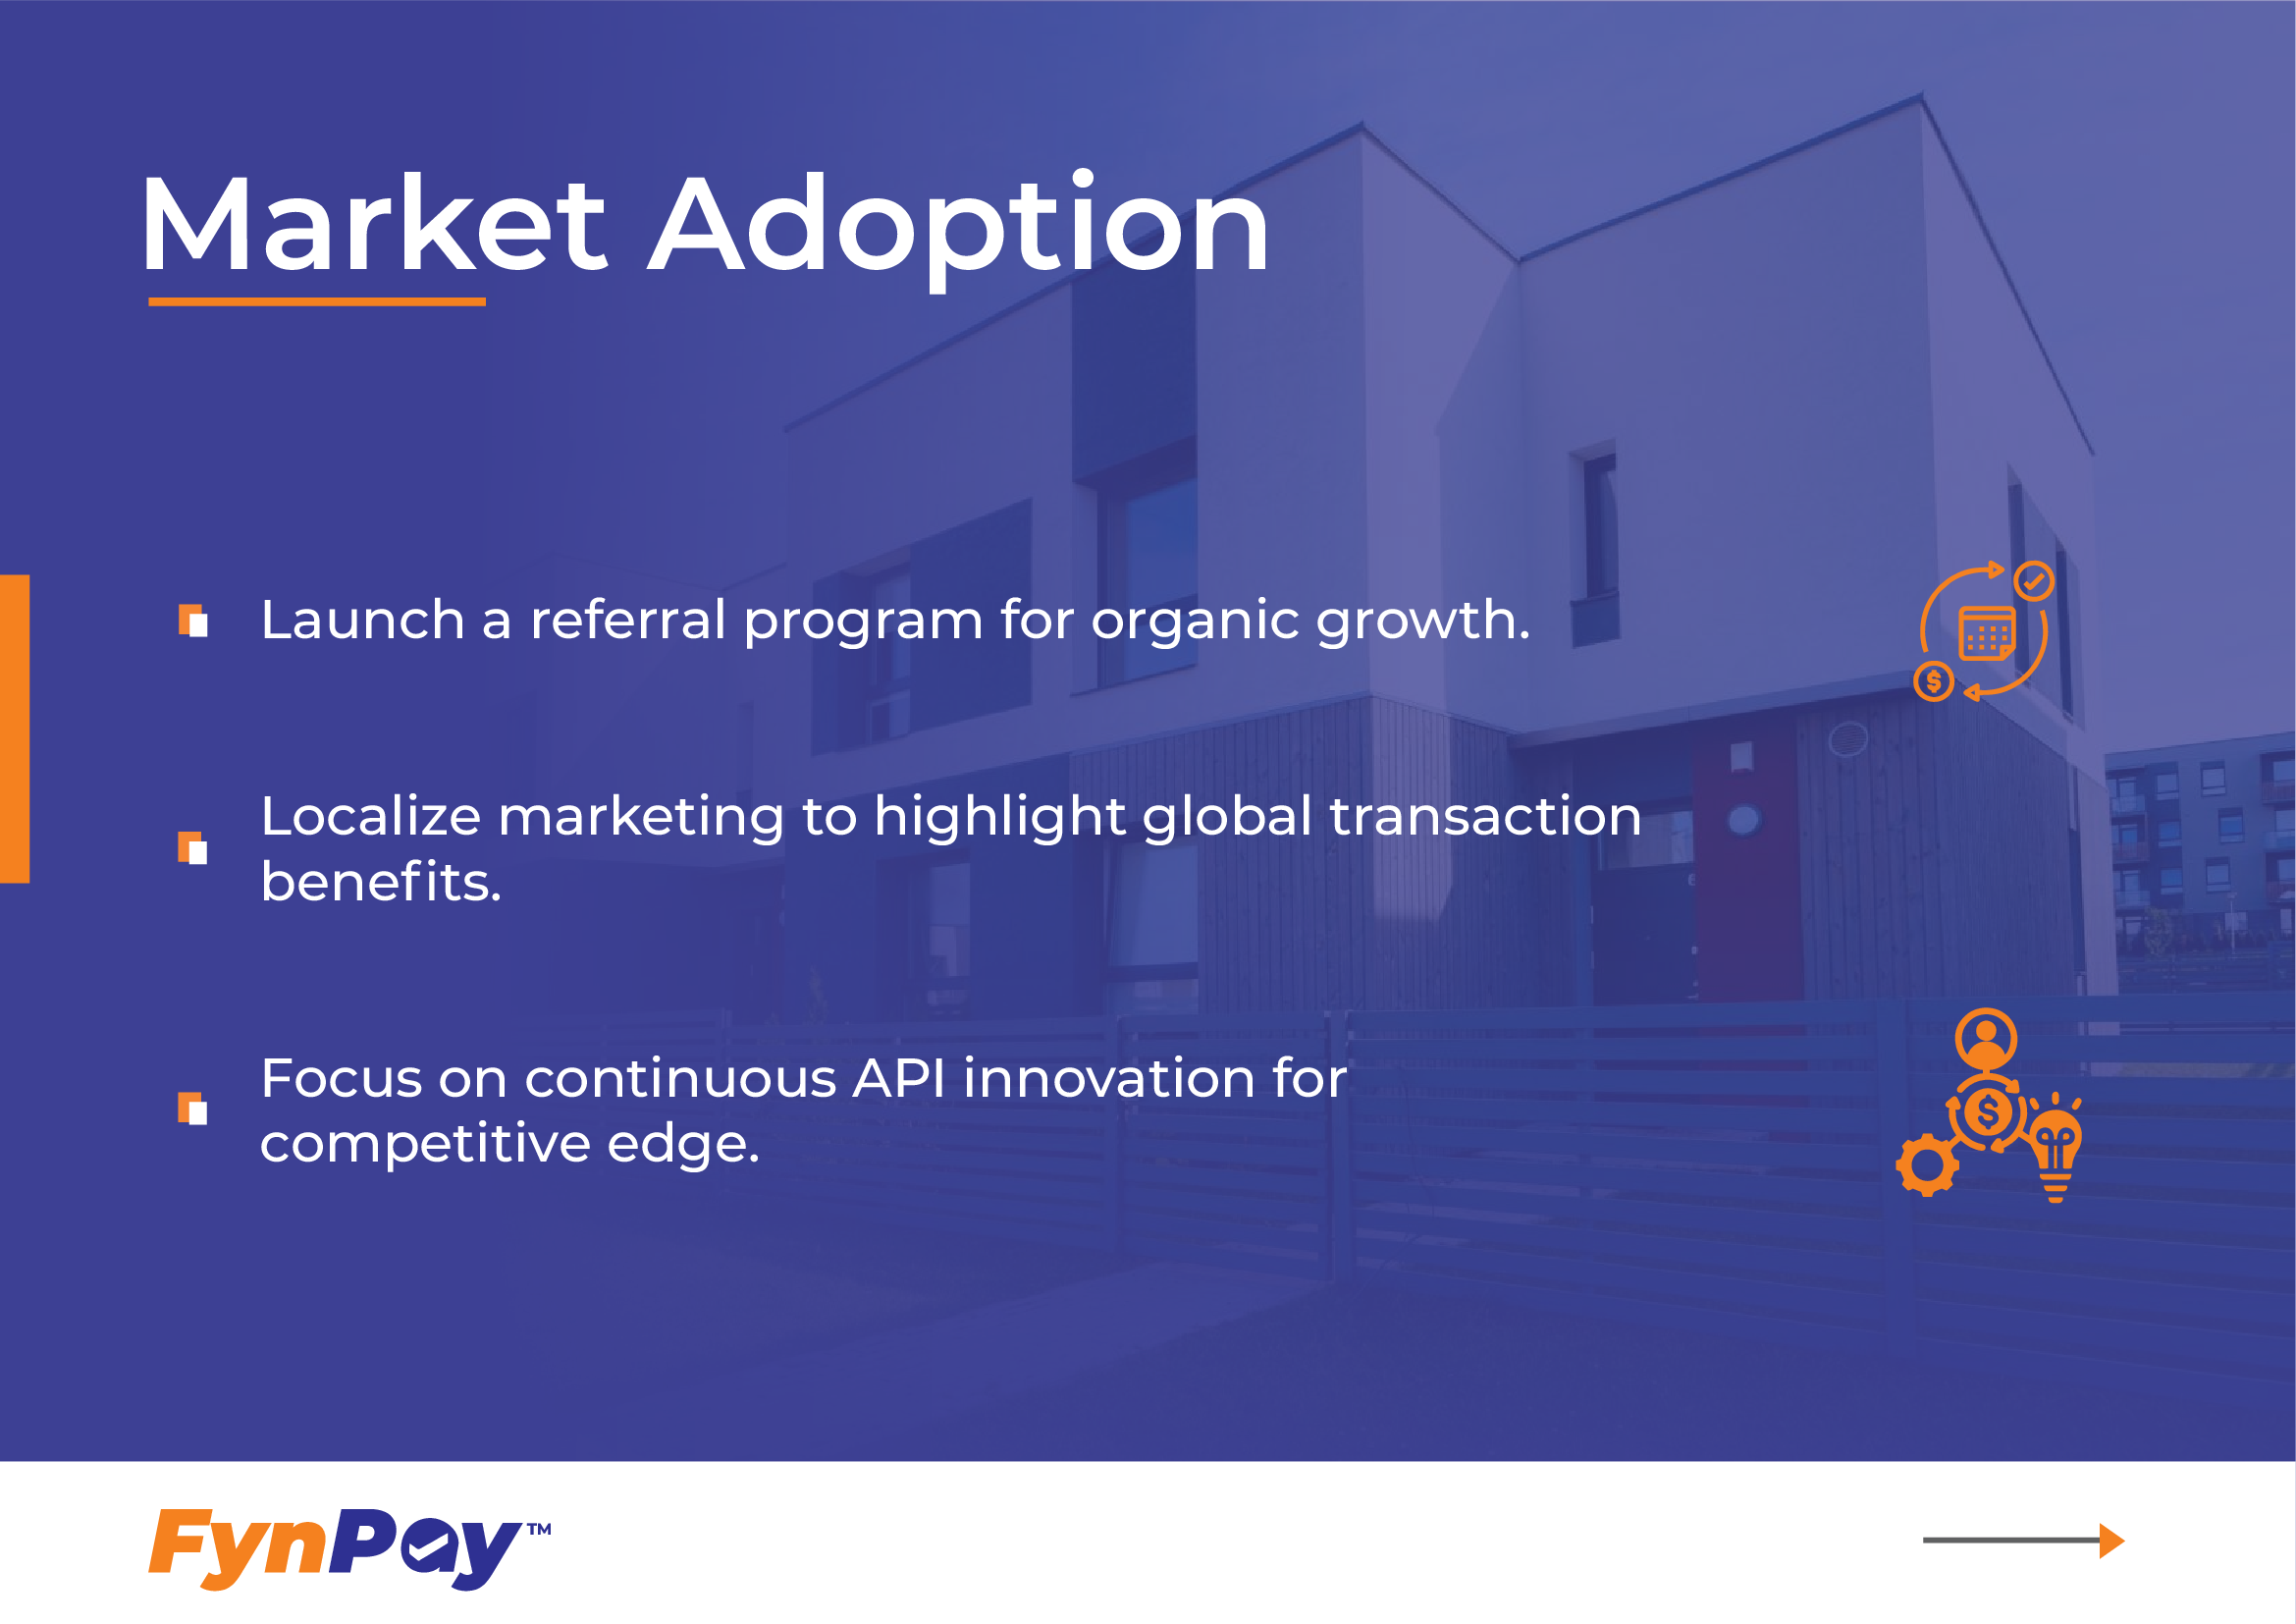 Market Adoption
Launch a referral program for organic growth.
Localize marketing to highlight global transaction
benefits.
Focus on continuous API innovation for
competitive edge.
FynPay™